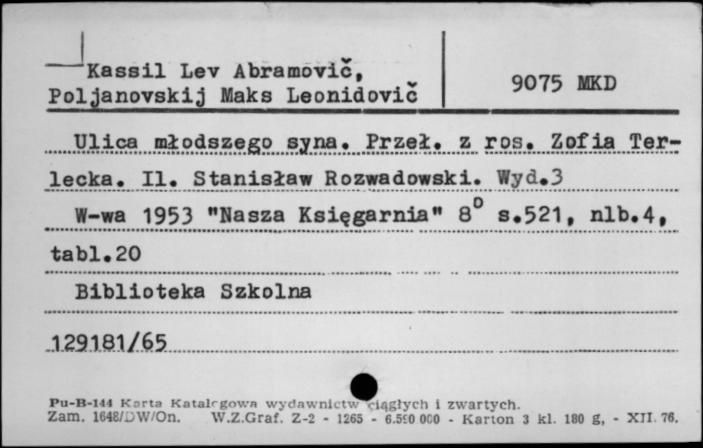 Kassil Lev Abramovič,
Poljanovskij Maks Leonidovič
9075 MKD
Ulica młodszego syna. Przeł. z ros. Zofia Ter-
lecka. Il. Stanisław Rozwadowski. Wyd.3
W-wa 1953 "Nasza Księgarnia" 8° s.521, nlb.4,
tabl.20
Biblioteka Szkolna
129181/65
Pu-B-144 Karta Katalogowa wydawnictw ciągłych i zwartych.
Zam. 1648/DW/On. W.Z.Graf. Z-2 - 1265 - 6.590 000 - Karton 3 kl. 180 g, - XII. 76.